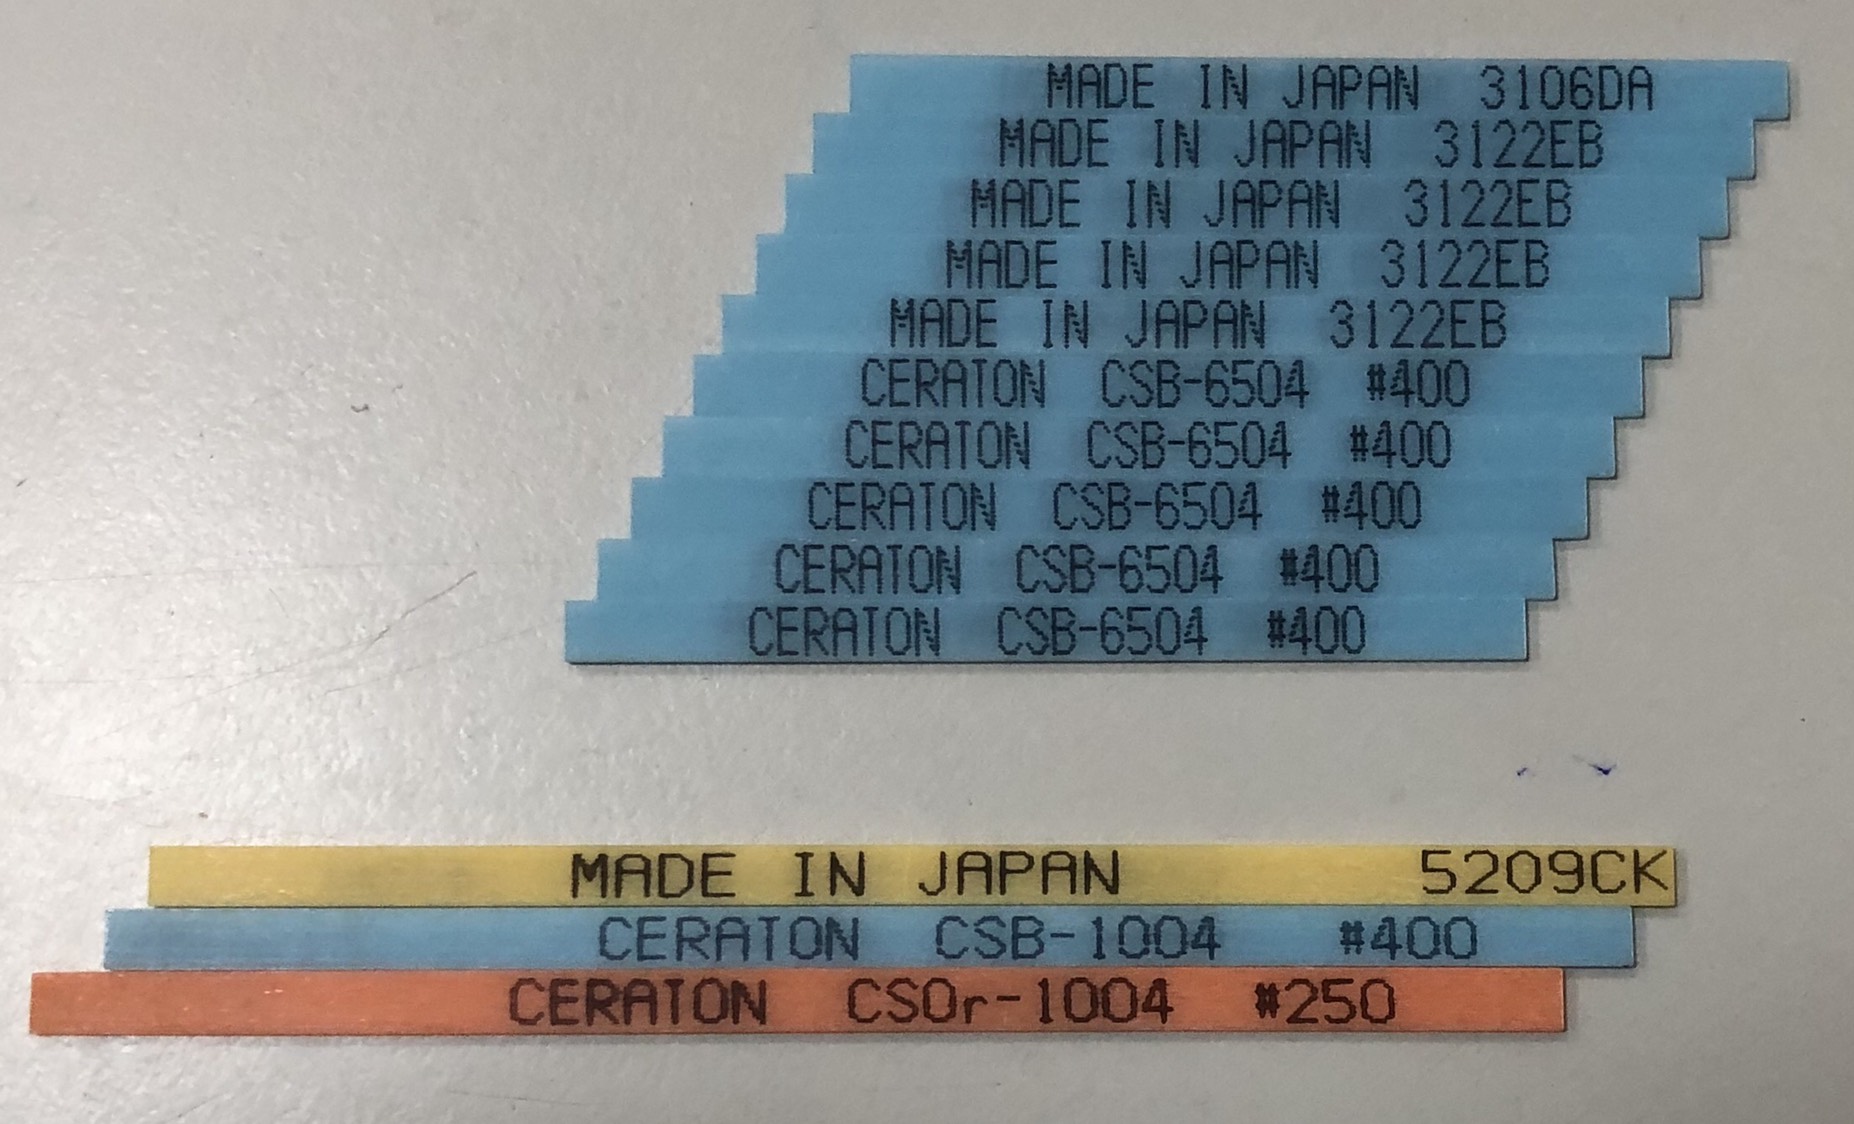 MADE IN JAPAN 3106DA
MADE IN JAPAN 3122EB
MADE IN JAPAN 3122EB
MADE IN JAPAN 3122EB
MADE IN JAPAN 3122EB
CERATON CSB-6504 #400
CERATON CSB-6504 #400
CERATON CSB-6504 #400
CERATON CSB-6504 #400
CERATON CSB-6504 #400
MADE IN JAPAN 5209CK
CERATON CSB-1004 #400
CERATON CSOr-1004 #250